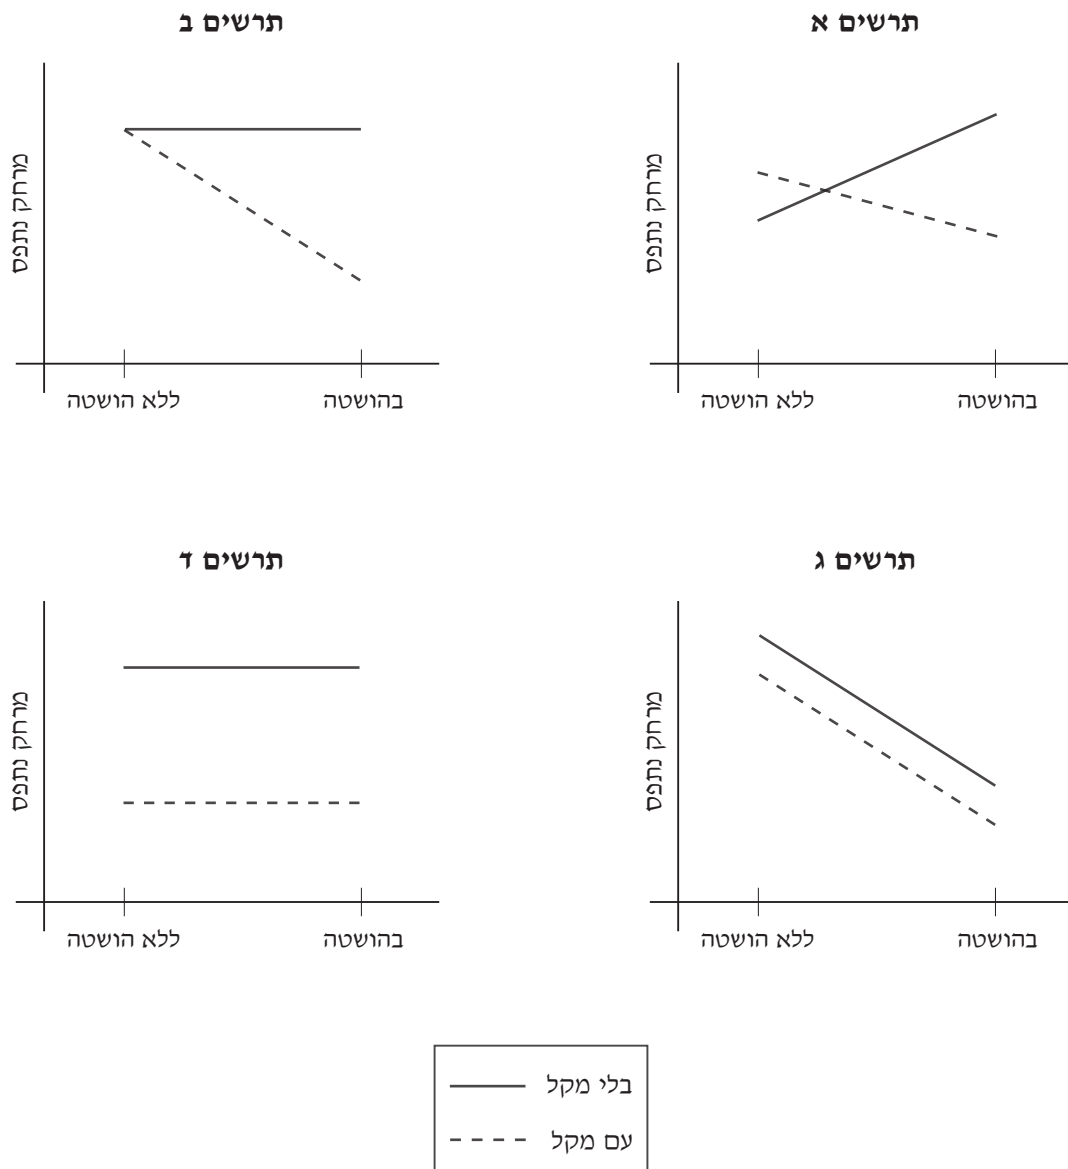 תרשים א
מרחק נתפס
ללא הושטה
בהושטה
תרשים ב
מרחק נתפס
ללא הושטה
בהושטה
תרשים ג
מרחק נתפס
ללא הושטה
בהושטה
תרשים ד
מרחק נתפס
ללא הושטה
בהושטה
בלי מקל
עם מקל